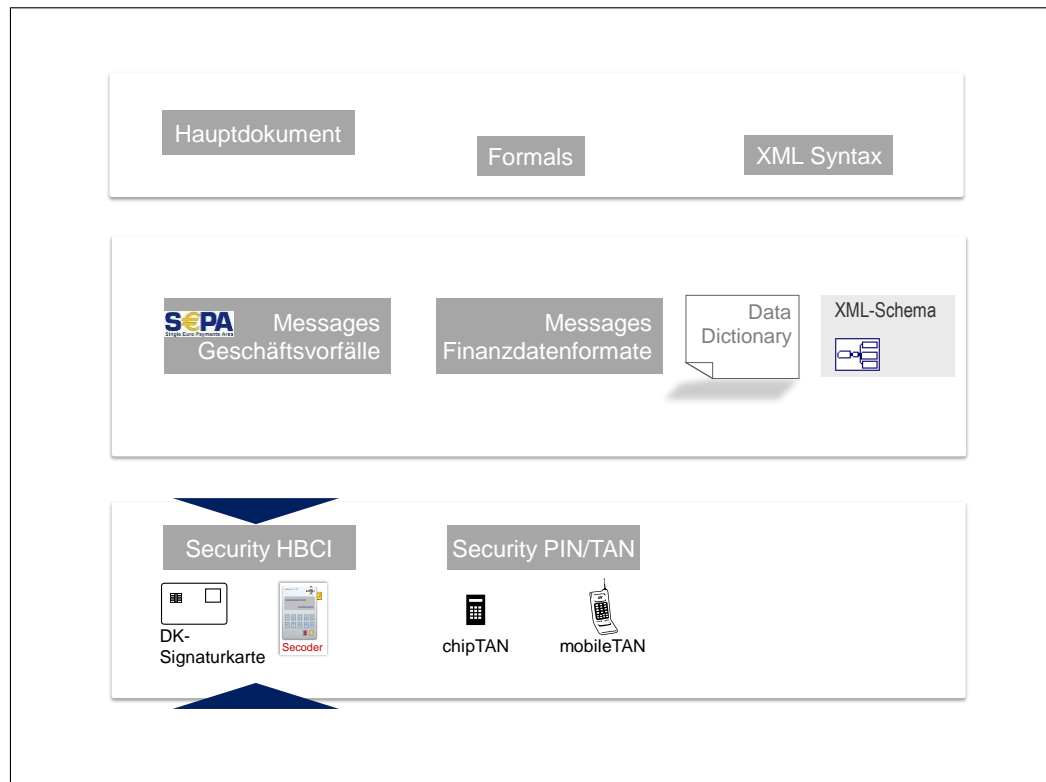 Hauptdokument
Formals
XML Syntax
S€PA
Single Euro Payments Area
Messages
Geschäftsvorfälle
Messages
Finanzdatenformate
Data
Dictionary
XML-Schema
Security HBCI
Security PIN/TAN
DK-
Signaturkarte
Secoder
chipTAN
mobileTAN